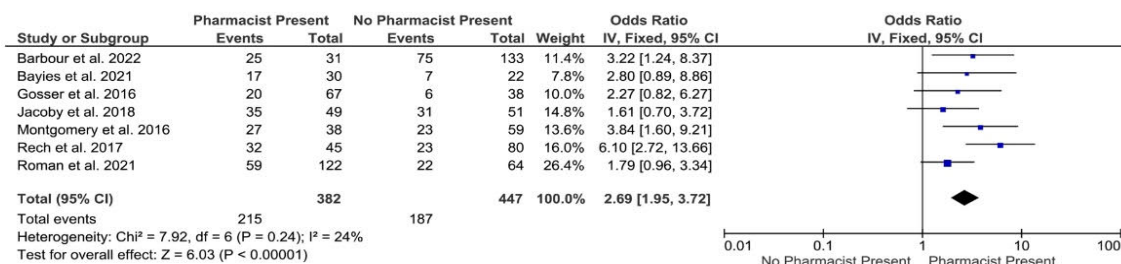 Pharmacist Present No Pharmacist Present Odds Ratio Odds Ratio
Study or Subgroup Events Total Events Total Weight IV, Fixed, 95% CI IV, Fixed, 95% CI
Barbour et al. 2022 25 31 75 133 11.4% 3.22 [1.24, 8.37]
Bayies et al. 2021 17 30 7 22 7.8% 2.80 [0.89, 8.86]
Gosser et al. 2016 20 67 6 38 10.0% 2.27 [0.82, 6.27]
Jacoby et al. 2018 35 49 31 51 14.8% 1.61 [0.70, 3.72]
Montgomery et al. 2016 27 38 23 59 13.6% 3.84 [1.60, 9.21]
Rech et al. 2017 32 45 23 80 16.0% 6.10 [2.72, 13.66]
Roman et al. 2021 59 122 22 64 26.4% 1.79 [0.96, 3.34]
Total (95% CI) 382 447 100.0% 2.69 [1.95, 3.72]
Total events 215 187
Heterogeneity: Chi² = 7.92, df = 6 (P = 0.24); I² = 24%
Test for overall effect: Z = 6.03 (P < 0.00001)
0.01 0.1 1 10 100
No Pharmacist Present Pharmacist Present